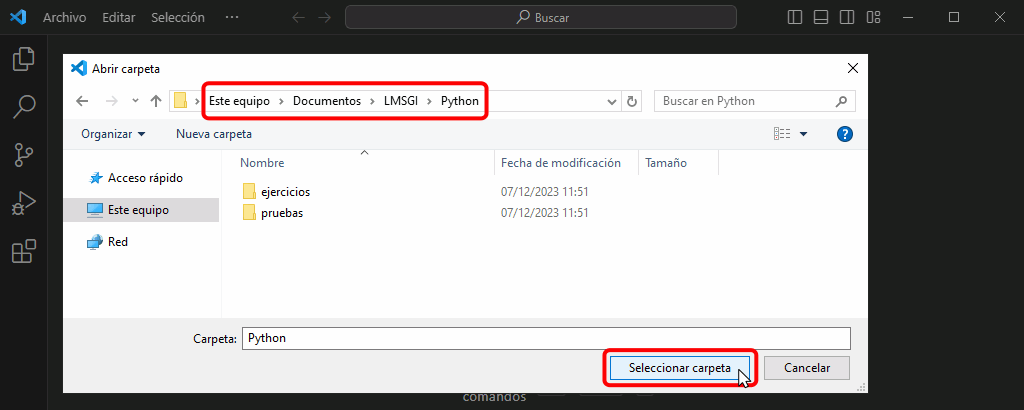 Archivo Editar Selección ··· Buscar
Abrir carpeta
Este equipo > Documentos > LMSGI > Python Buscar en Python
Organizar Nueva carpeta ?
Nombre Fecha de modificación Tamaño
Acceso rápido
ejercicios 07/12/2023 11:51
Este equipo
pruebas 07/12/2023 11:51
Red
Carpeta: Python
Seleccionar carpeta Cancelar
comandos